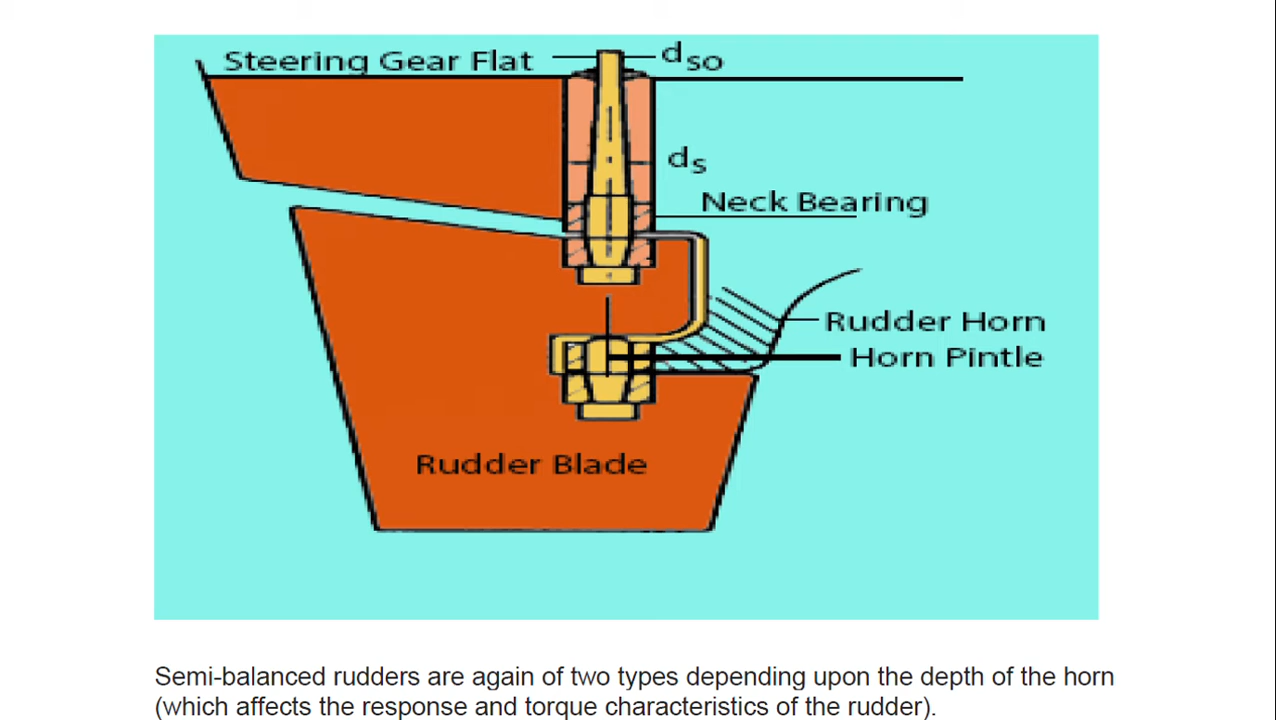 Steering Gear Flat
dso
ds
Neck Bearing
Rudder Horn
Horn Pintle
Rudder Blade
Semi-balanced rudders are again of two types depending upon the depth of the horn
(which affects the response and torque characteristics of the rudder).